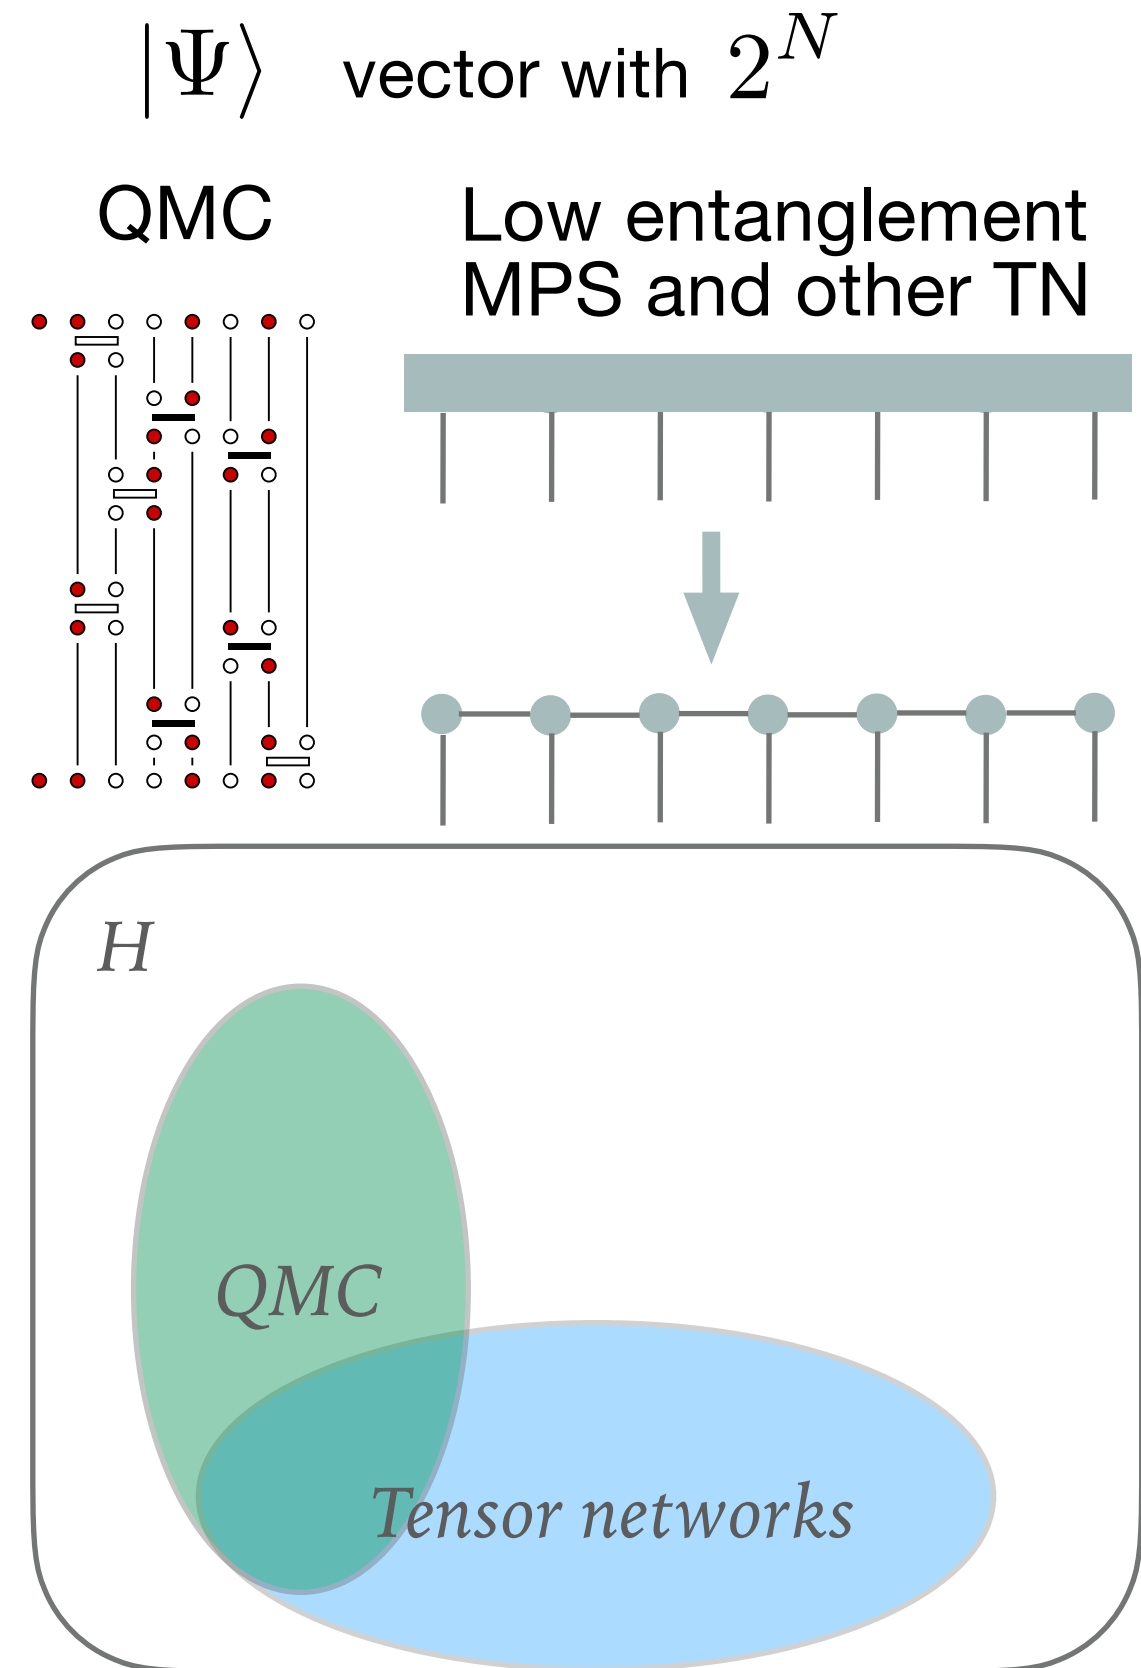 |Ψ⟩ vector with 2^N
QMC
Low entanglement
MPS and other TN
H
QMC
Tensor networks